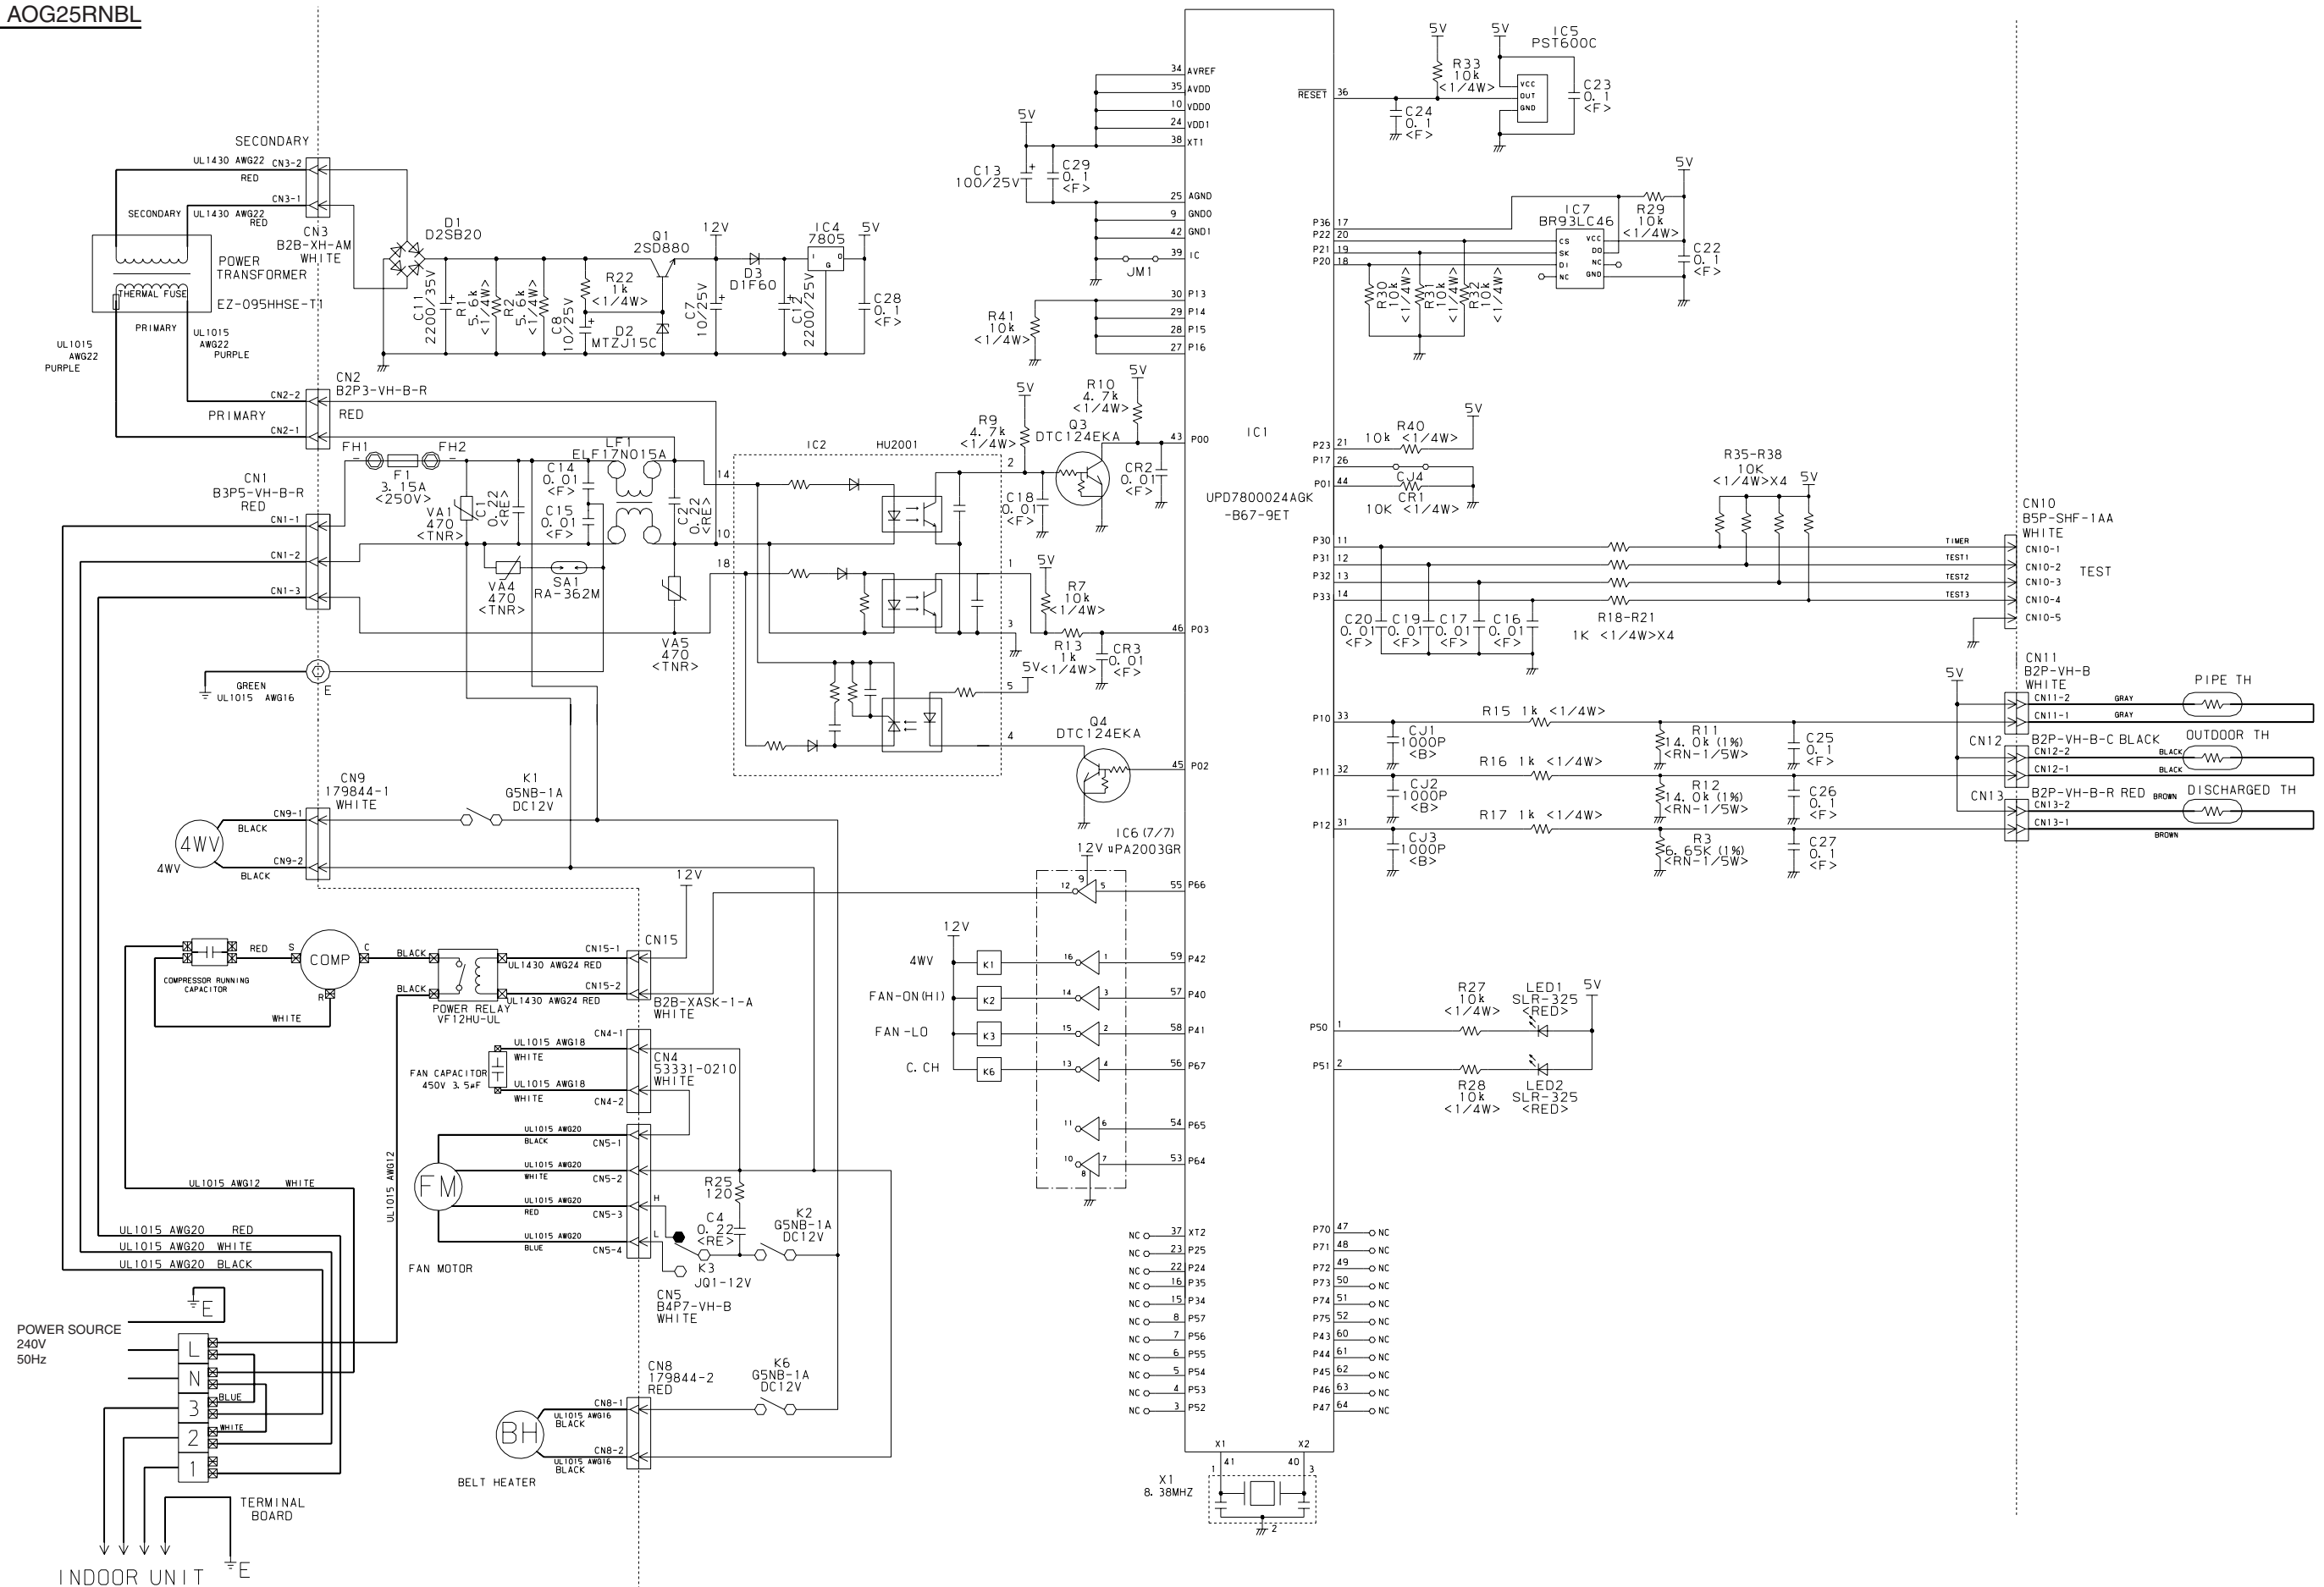 AOG25RNBL
SECONDARY
UL1430 AWG22 CN3-2
RED
CN3-1
SECONDARY UL1430 AWG22
RED
CN3
B2B-XH-AM
WHITE
POWER
TRANSFORMER
THERMAL FUSE
EZ-095HHSE-T1
PRIMARY
UL1015
AWG22
PURPLE
UL1015
AWG22
PURPLE
D1
D2SB20
C11
2200/35V
R1
5.6k
<1/4W>
R2
5.6k
<1/4W>
C8
10/25V
R22
1k
<1/4W>
D2
MTZJ15C
Q1
2SD880
12V
C7
10/25V
D3
D1F60
C12
2200/25V
IC4
7805
I O
G
5V
C28
0.1
<F>
CN2
B2P3-VH-B-R
RED
CN2-2
PRIMARY
CN2-1
FH1
FH2
F1
3.15A
<250V>
CN1
B3P5-VH-B-R
RED
CN1-1
CN1-2
CN1-3
VA1
470
<TNR>
C1
0.22
<RE>
C14
0.01
<F>
C15
0.01
<F>
LF1
ELF17N015A
C2
0.22
<RE>
VA4
470
<TNR>
SA1
RA-362M
VA5
470
<TNR>
GREEN
UL1015 AWG16
E
IC2 HU2001
14
10
18
2
1
3
5
4
5V
R9
4.7k
<1/4W>
C18
0.01
<F>
Q3
DTC124EKA
R10
4.7k
<1/4W>
5V
CR2
0.01
<F>
5V
R7
10k
<1/4W>
R13
1k
<1/4W>
CR3
0.01
<F>
5V
Q4
DTC124EKA
5V
C13
100/25V
C29
0.1
<F>
JM1
R41
10k
<1/4W>
IC1
UPD7800024AGK
-B67-9ET
34 AVREF
35 AVDD
10 VDD0
24 VDD1
38 XT1
25 AGND
9 GND0
42 GND1
39 IC
30 P13
29 P14
28 P15
27 P16
43 P00
46 P03
45 P02
55 P66
59 P42
57 P40
58 P41
56 P67
54 P65
53 P64
NC 37 XT2
NC 23 P25
NC 22 P24
NC 16 P35
NC 15 P34
NC 8 P57
NC 7 P56
NC 6 P55
NC 5 P54
NC 4 P53
NC 3 P52
RESET 36
P36 17
P22 20
P21 19
P20 18
P23 21
P17 26
P01 44
P30 11
P31 12
P32 13
P33 14
P10 33
P11 32
P12 31
P50 1
P51 2
P70 47 NC
P71 48 NC
P72 49 NC
P73 50 NC
P74 51 NC
P75 52 NC
P43 60 NC
P44 61 NC
P45 62 NC
P46 63 NC
P47 64 NC
X1 X2
41 40
1 3
X1
8.38MHZ
2
5V
R33
10k
<1/4W>
5V
IC5
PST600C
VCC
OUT
GND
C24
0.1
<F>
C23
0.1
<F>
IC7
BR93LC46
CS VCC
SK DO
DI NC
NC GND
R29
10k
<1/4W>
5V
C22
0.1
<F>
R30
10k
<1/4W>
R31
10k
<1/4W>
R32
10k
<1/4W>
R40
10k <1/4W>
5V
CJ4
CR1
10K <1/4W>
R35-R38
10K
<1/4W>X4
5V
C20
0.01
<F>
C19
0.01
<F>
C17
0.01
<F>
C16
0.01
<F>
R18-R21
1K <1/4W>X4
TIMER
TEST1
TEST2
TEST3
CN10
B5P-SHF-1AA
WHITE
CN10-1
CN10-2
CN10-3
CN10-4
CN10-5
TEST
CN11
B2P-VH-B
WHITE
5V
CN11-2 GRAY
CN11-1 GRAY
PIPE TH
CN12 B2P-VH-B-C BLACK
CN12-2 BLACK
CN12-1 BLACK
OUTDOOR TH
CN13 B2P-VH-B-R RED
CN13-2 BROWN
CN13-1 BROWN
DISCHARGED TH
R15 1k <1/4W>
R16 1k <1/4W>
R17 1k <1/4W>
CJ1
1000P
<B>
CJ2
1000P
<B>
CJ3
1000P
<B>
R11
14.0k (1%)
<RN-1/5W>
R12
14.0k (1%)
<RN-1/5W>
R3
6.65K (1%)
<RN-1/5W>
C25
0.1
<F>
C26
0.1
<F>
C27
0.1
<F>
R27
10k
<1/4W>
LED1
SLR-325
<RED>
5V
R28
10k
<1/4W>
LED2
SLR-325
<RED>
CN9
179844-1
WHITE
K1
G5NB-1A
DC12V
CN9-1
BLACK
4WV
4WV
CN9-2
BLACK
IC6 (7/7)
uPA2003GR
12V
12 9 5
16 1
14 3
15 2
13 4
11 6
10 7
8
12V
4WV K1
FAN-ON(HI) K2
FAN-LO K3
C.CH K6
12V
CN15
CN15-1
UL1430 AWG24 RED
CN15-2
UL1430 AWG24 RED
B2B-XASK-1-A
WHITE
POWER RELAY
VF12HU-UL
BLACK
BLACK
S COMP C
R
RED
WHITE
COMPRESSOR RUNNING
CAPACITOR
CN4-1
UL1015 AWG18
WHITE
CN4
53331-0210
WHITE
FAN CAPACITOR
450V 3.5μF
UL1015 AWG18
WHITE
CN4-2
UL1015 AWG20
BLACK
CN5-1
UL1015 AWG20
WHITE
CN5-2
UL1015 AWG20
RED
CN5-3
UL1015 AWG20
BLUE
CN5-4
FM
FAN MOTOR
H
L
R25
120
C4
0.22
<RE>
K2
G5NB-1A
DC12V
K3
JQ1-12V
CN5
B4P7-VH-B
WHITE
CN8
179844-2
RED
K6
G5NB-1A
DC12V
CN8-1
UL1015 AWG16
BLACK
BH
CN8-2
UL1015 AWG16
BLACK
BELT HEATER
UL1015 AWG12 WHITE
UL1015 AWG12
UL1015 AWG20 RED
UL1015 AWG20 WHITE
UL1015 AWG20 BLACK
E
POWER SOURCE
240V
50Hz
L
N
3
2
1
BLUE
WHITE
TERMINAL
BOARD
E
INDOOR UNIT